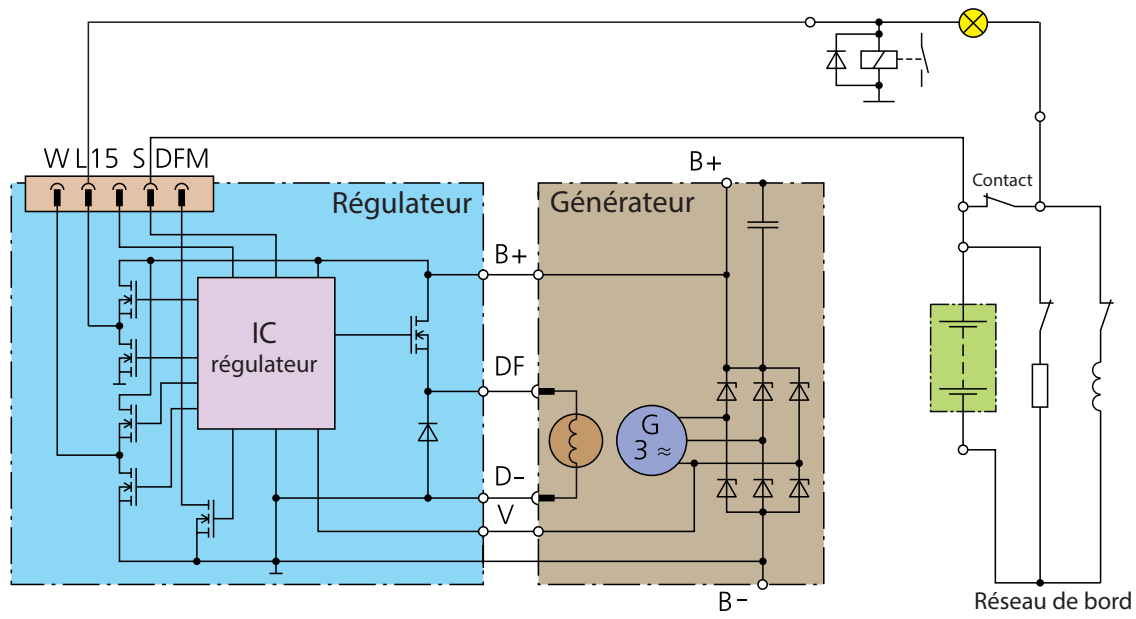 W L 15 S DFM
B+
Contact
Régulateur
Générateur
B+
IC
régulateur
DF
G
3 ≈
D-
V
B-
Réseau de bord